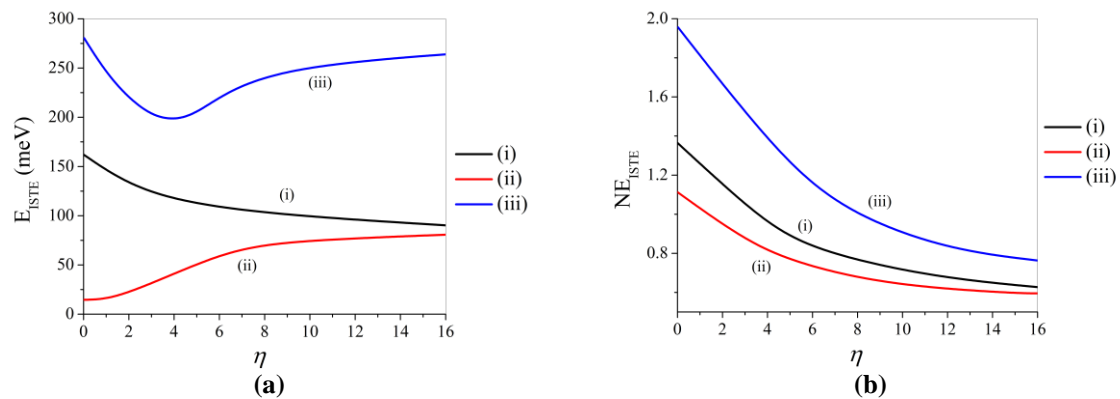 300
250
200
150
100
50
0
E_ISTE (meV)
(iii)
(i)
(ii)
0 2 4 6 8 10 12 14 16
η
(i)
(ii)
(iii)
(a)
2.0
1.6
1.2
0.8
NE_ISTE
(i)
(iii)
(ii)
0 2 4 6 8 10 12 14 16
η
(i)
(ii)
(iii)
(b)